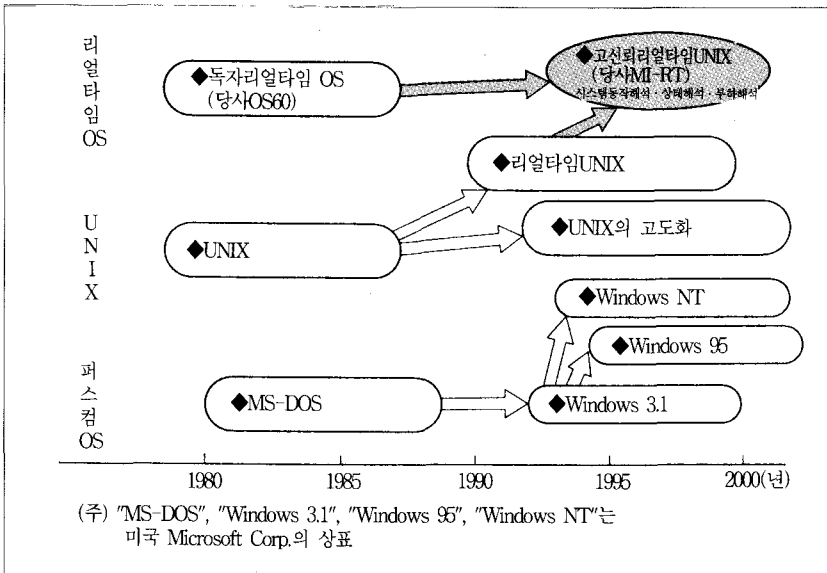 리얼타임OS
◆독자리얼타임 OS
(당사OS60)
◆고신뢰리얼타임UNIX
(당사MI-RT)
시스템동작해석·상태해석·부하해석
◆리얼타임UNIX
UNIX
◆UNIX
◆UNIX의 고도화
◆Windows NT
◆Windows 95
퍼스컴OS
◆MS-DOS
◆Windows 3.1
1980 1985 1990 1995 2000(년)
(주) "MS-DOS", "Windows 3.1", "Windows 95", "Windows NT"는
미국 Microsoft Corp.의 상표